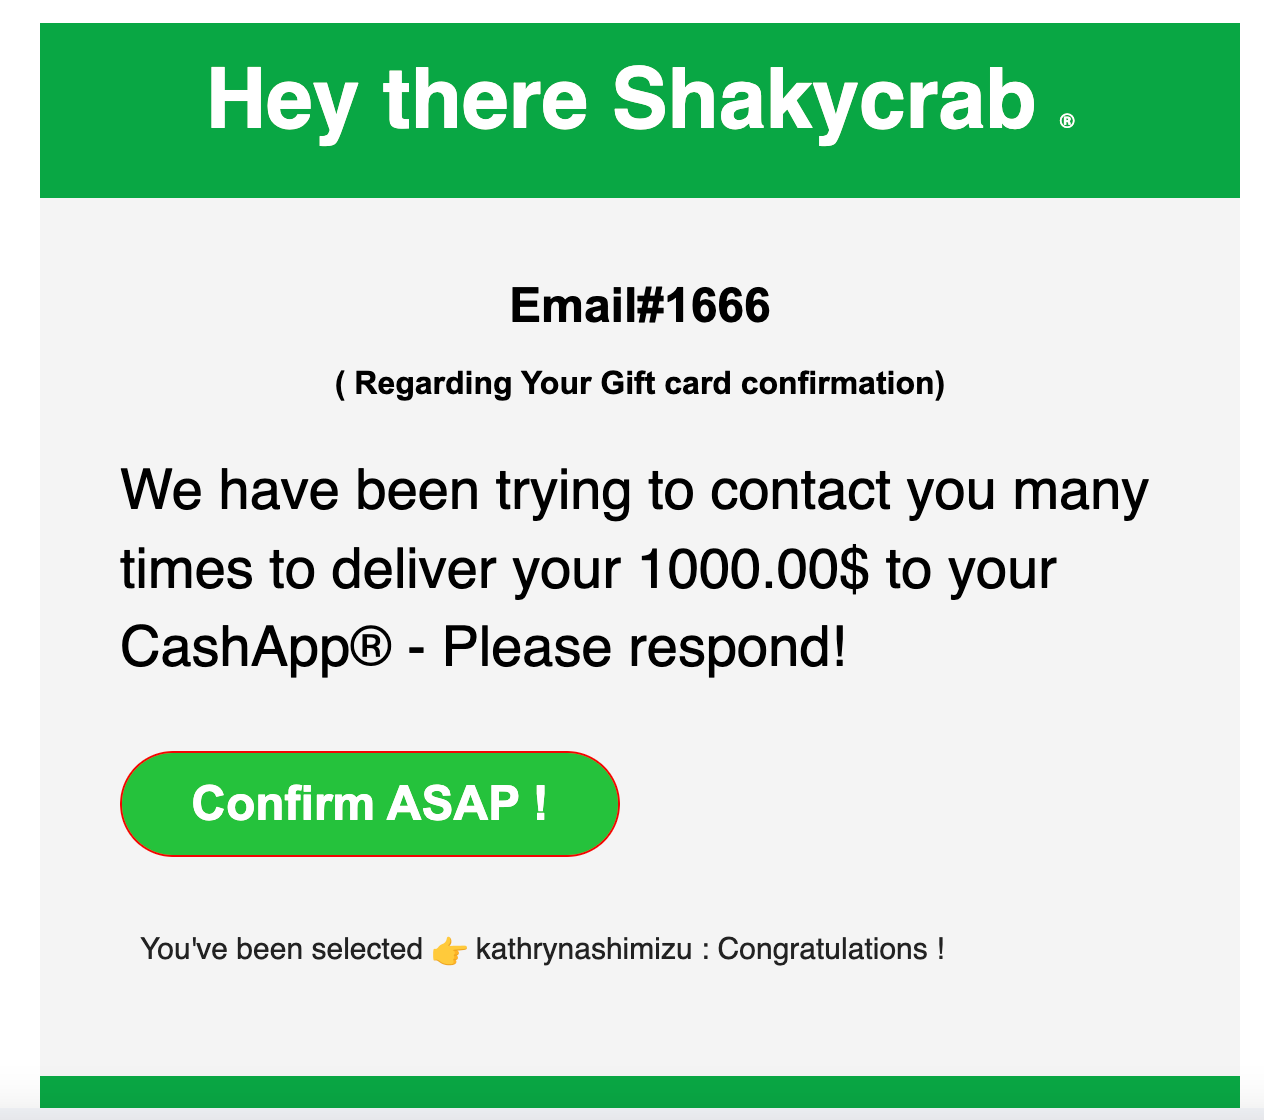 Hey there Shakycrab ®
Email#1666
( Regarding Your Gift card confirmation)
We have been trying to contact you many
times to deliver your 1000.00$ to your
CashApp® - Please respond!
Confirm ASAP !
You've been selected 👉 kathrynashimizu : Congratulations !